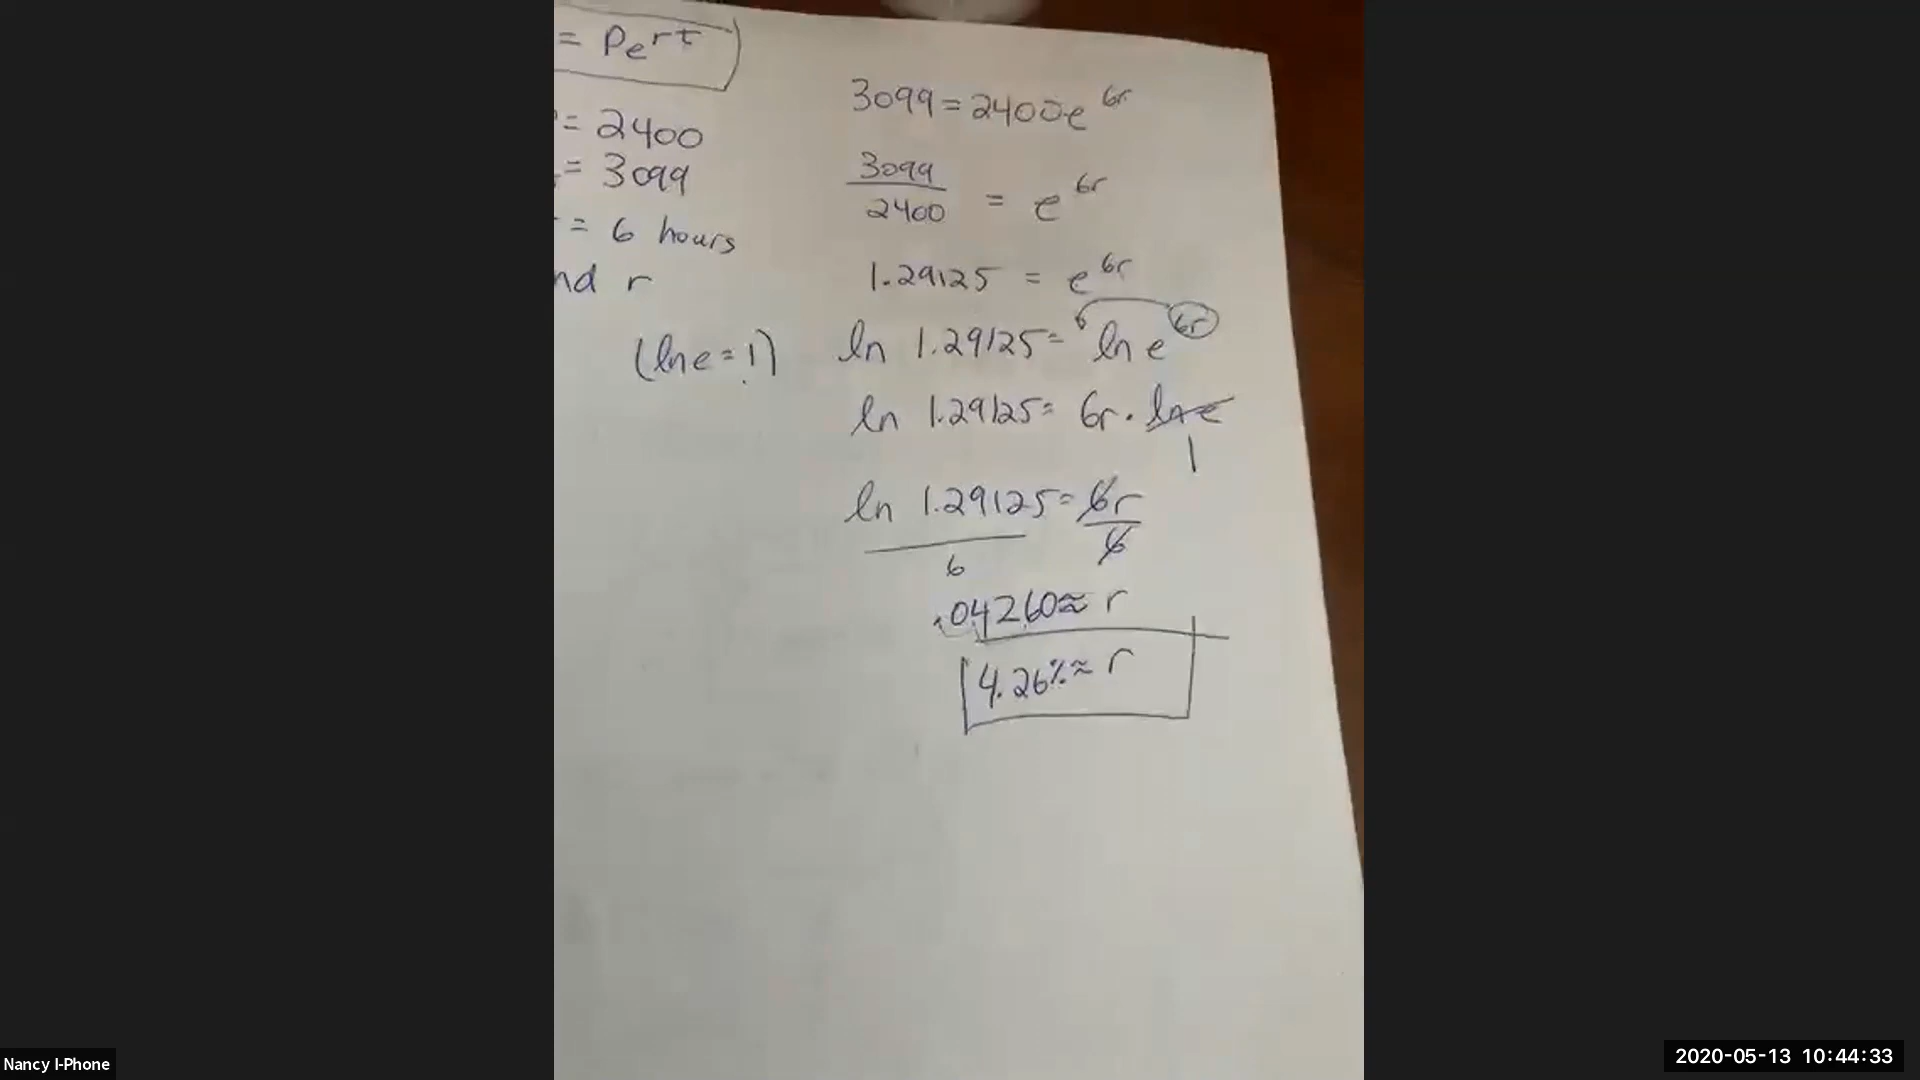 = Pe^rt
= 2400
= 3099
= 6 hours
nd r
(ln e = 1)
3099 = 2400e^6r
3099/2400 = e^6r
1.29125 = e^6r
ln 1.29125 = ln e^6r
ln 1.29125 = 6r · ln e
1
ln 1.29125/6 = 6r/6
.04260 ≈ r
4.26% ≈ r
Nancy I-Phone
2020-05-13 10:44:33